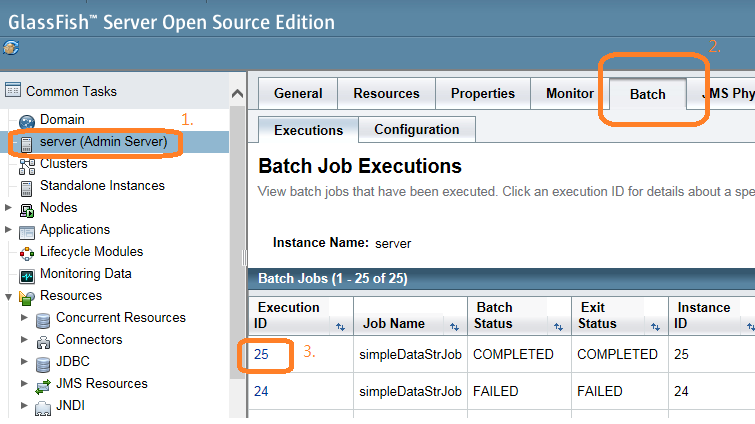 GlassFish™ Server Open Source Edition
Common Tasks
Domain
server (Admin Server)
1.
Clusters
Standalone Instances
Nodes
Applications
Lifecycle Modules
Monitoring Data
Resources
Concurrent Resources
Connectors
JDBC
JMS Resources
JNDI
2.
General Resources Properties Monitor Batch JMS Phy
Executions Configuration
Batch Job Executions
View batch jobs that have been executed. Click an execution ID for details about a spe
Instance Name: server
Batch Jobs (1 - 25 of 25)
Execution ID Job Name Batch Status Exit Status Instance ID
25 3. simpleDataStrJob COMPLETED COMPLETED 25
24 simpleDataStrJob FAILED FAILED 24